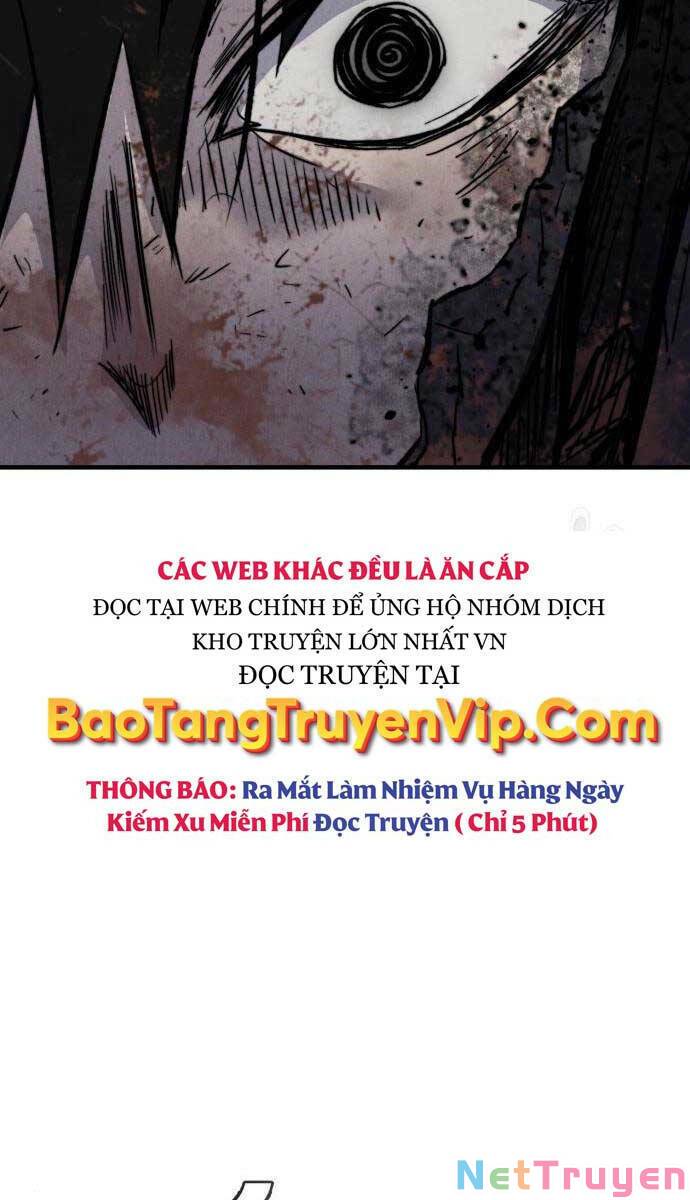 CÁC WEB KHÁC ĐỀU LÀ ĂN CẮP
ĐỌC TẠI WEB CHÍNH ĐỂ ỦNG HỘ NHÓM DỊCH
KHO TRUYỆN LỚN NHẤT VN
ĐỌC TRUYỆN TẠI
BaoTangTruyenVip.Com
THÔNG BÁO: Ra Mắt Làm Nhiệm Vụ Hàng Ngày
Kiếm Xu Miễn Phí Đọc Truyện ( Chỉ 5 Phút)
NetTruyen